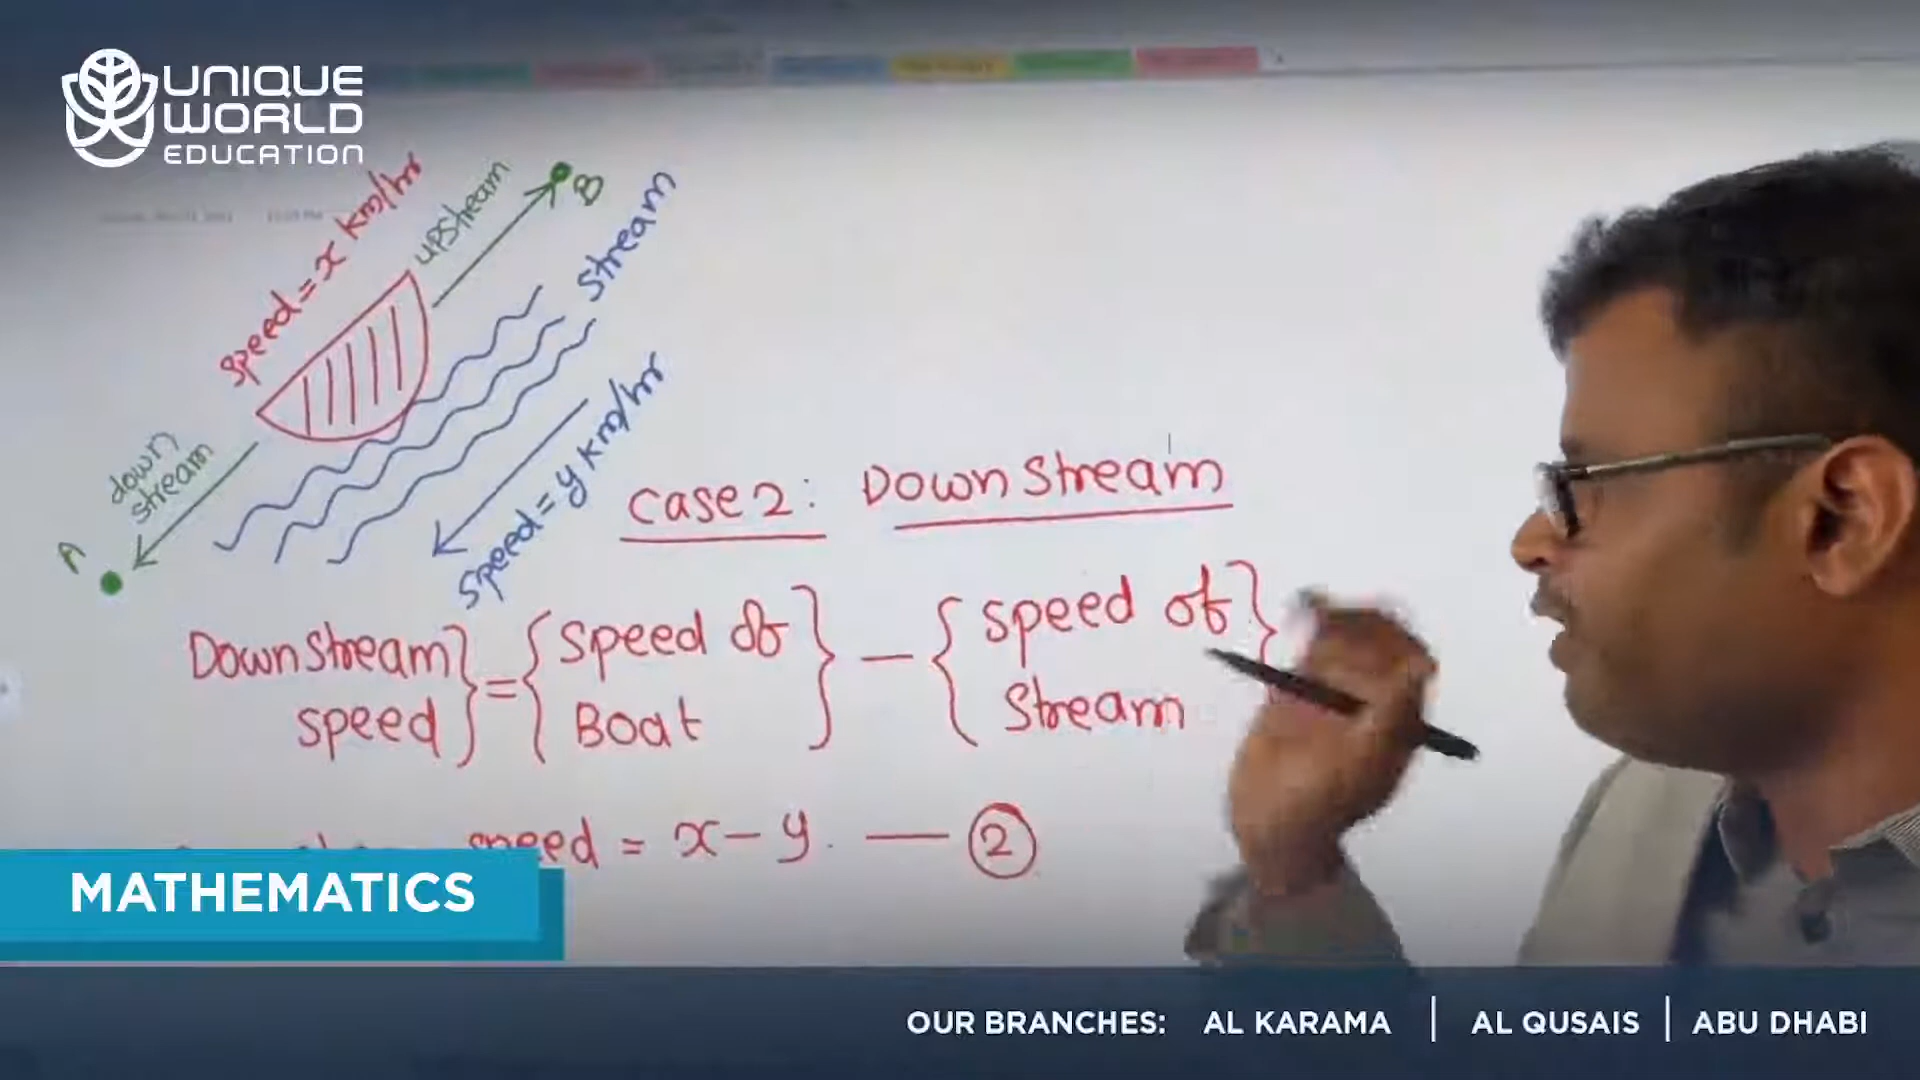 UNIQUE
WORLD
EDUCATION
speed = x km/hr
upstream
B
stream
down
stream
A
speed = y km/hr
case 2: Down stream
Down stream speed } = { speed of Boat } - { speed of stream }
speed = x - y. — ②
MATHEMATICS
OUR BRANCHES: AL KARAMA | AL QUSAIS | ABU DHABI